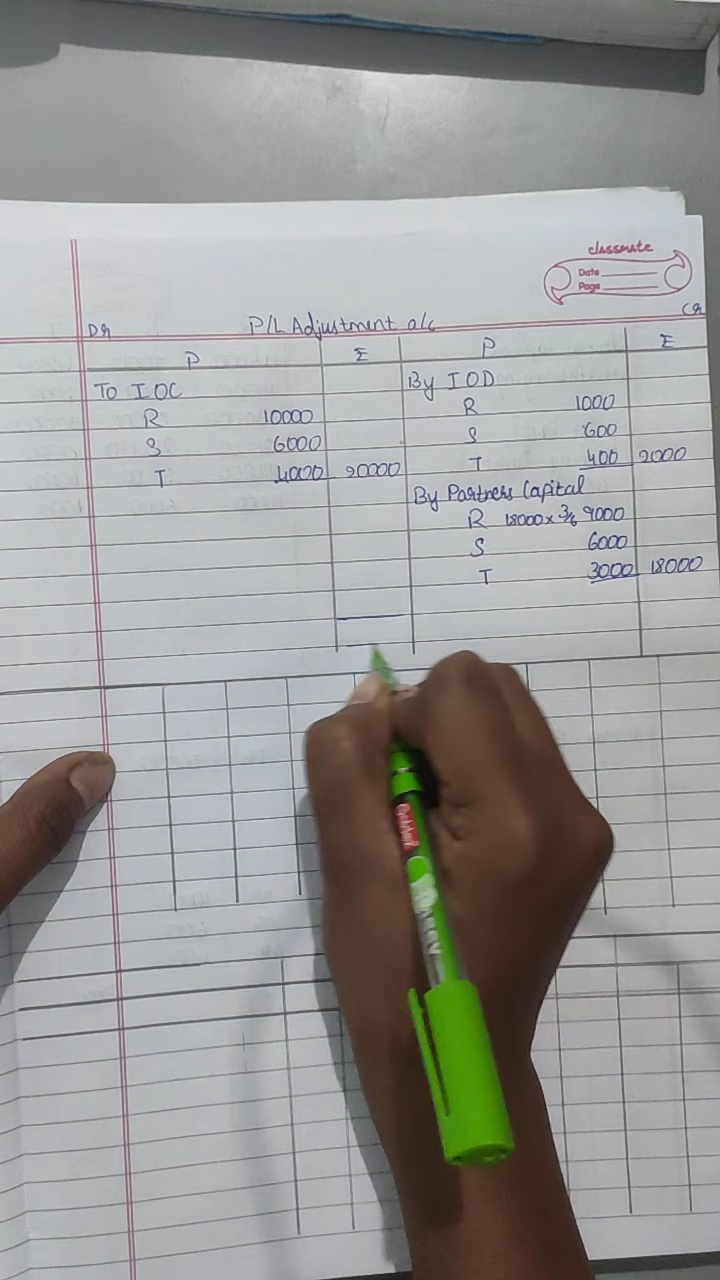 classmate
Date
Page
Dr P/L Adjustment a/c Cr
P Σ P Σ
To IOC By IOD
R 10000 R 1000
S 6000 S 600
T 4000 20000 T 400 2000
By Partners Capital
R 18000 x 3/6 9000
S 6000
T 3000 18000